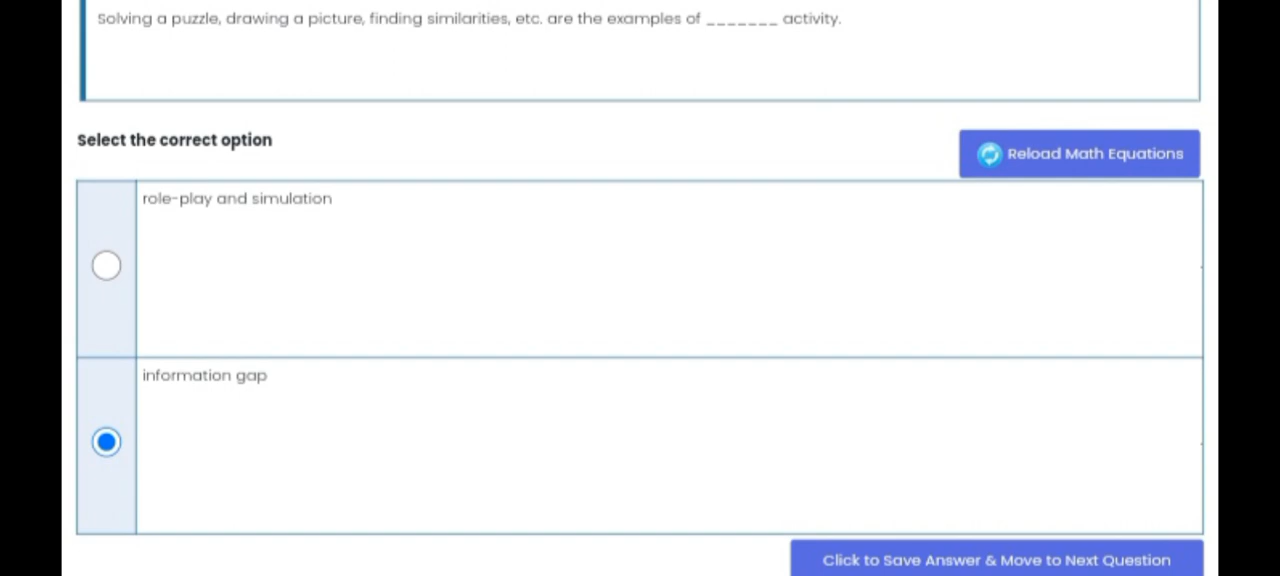 Solving a puzzle, drawing a picture, finding similarities, etc. are the examples of _______ activity.
Select the correct option
Reload Math Equations
role-play and simulation
information gap
Click to Save Answer & Move to Next Question